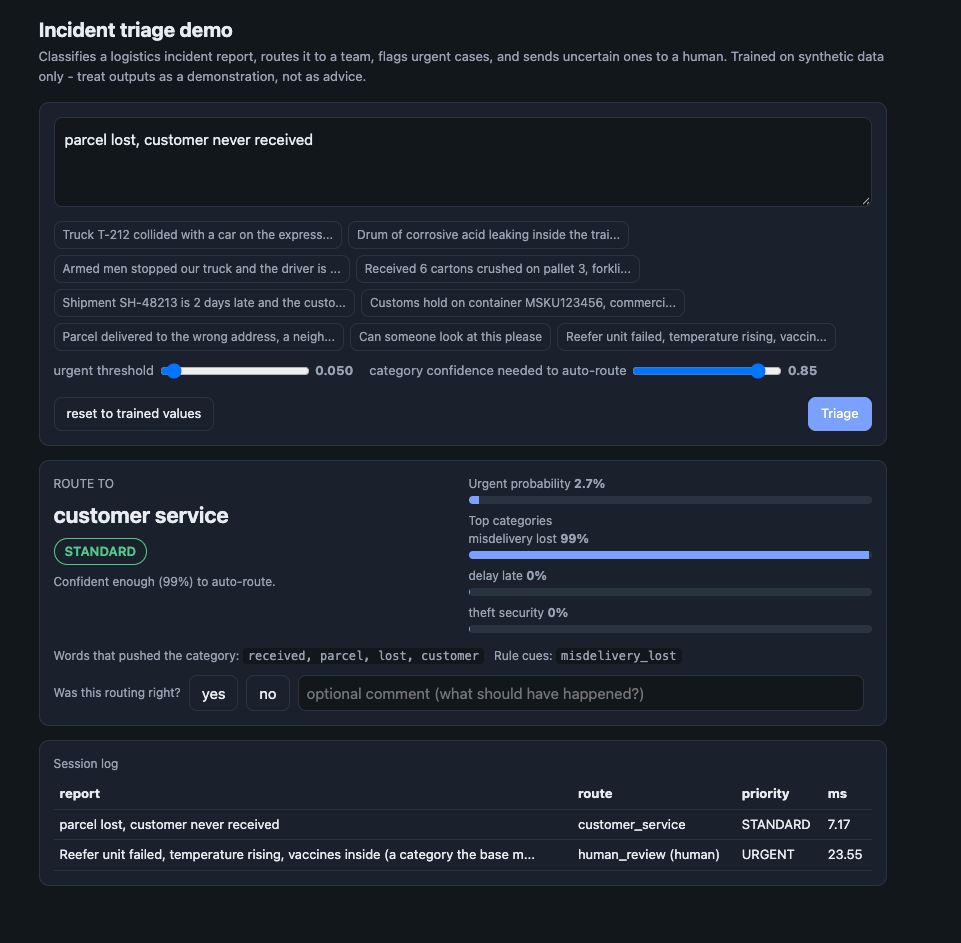 Incident triage demo
Classifies a logistics incident report, routes it to a team, flags urgent cases, and sends uncertain ones to a human. Trained on synthetic data
only - treat outputs as a demonstration, not as advice.
parcel lost, customer never received
Truck T-212 collided with a car on the express... Drum of corrosive acid leaking inside the trai...
Armed men stopped our truck and the driver is ... Received 6 cartons crushed on pallet 3, forkli...
Shipment SH-48213 is 2 days late and the custo... Customs hold on container MSKU123456, commerci...
Parcel delivered to the wrong address, a neigh... Can someone look at this please Reefer unit failed, temperature rising, vaccin...
urgent threshold 0.050 category confidence needed to auto-route 0.85
reset to trained values Triage
ROUTE TO
customer service
STANDARD
Confident enough (99%) to auto-route.
Urgent probability 2.7%
Top categories
misdelivery lost 99%
delay late 0%
theft security 0%
Words that pushed the category: received, parcel, lost, customer Rule cues: misdelivery_lost
Was this routing right? yes no optional comment (what should have happened?)
Session log
report route priority ms
parcel lost, customer never received customer_service STANDARD 7.17
Reefer unit failed, temperature rising, vaccines inside (a category the base m... human_review (human) URGENT 23.55